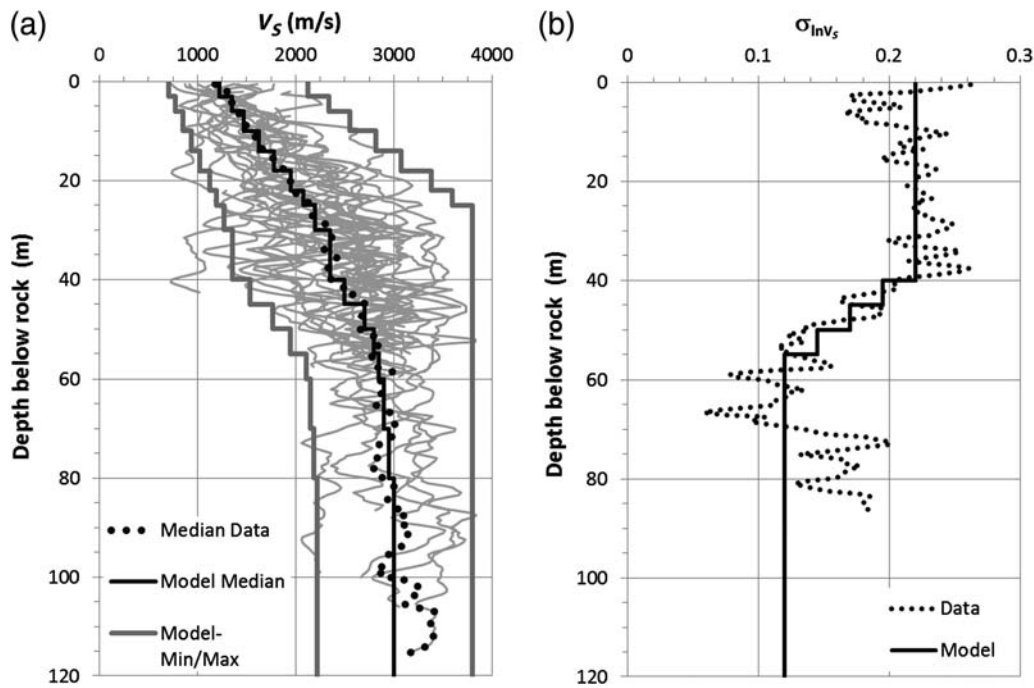 (a)
V_S (m/s)
0 1000 2000 3000 4000
0
20
40
60
80
100
120
Depth below rock (m)
Median Data
Model Median
Model-
Min/Max
(b)
σ_lnV_S
0 0.1 0.2 0.3
0
20
40
60
80
100
120
Depth below rock (m)
Data
Model